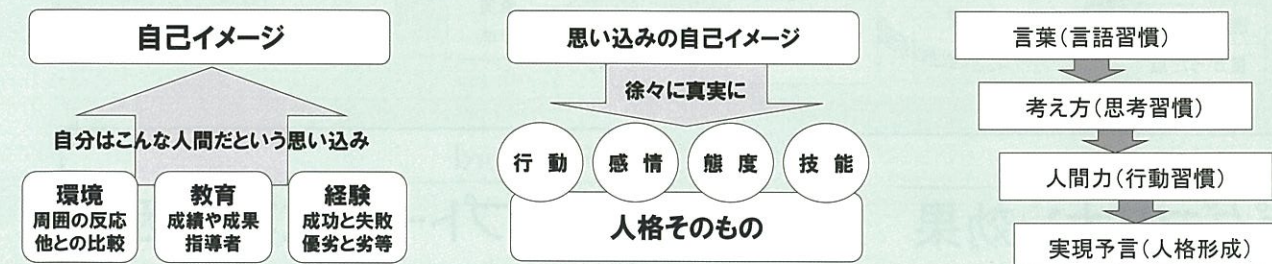 自己イメージ
自分はこんな人間だという思い込み
環境
周囲の反応
他との比較
教育
成績や成果
指導者
経験
成功と失敗
優劣と劣等
思い込みの自己イメージ
徐々に真実に
行動
感情
態度
技能
人格そのもの
言葉(言語習慣)
考え方(思考習慣)
人間力(行動習慣)
実現予言(人格形成)